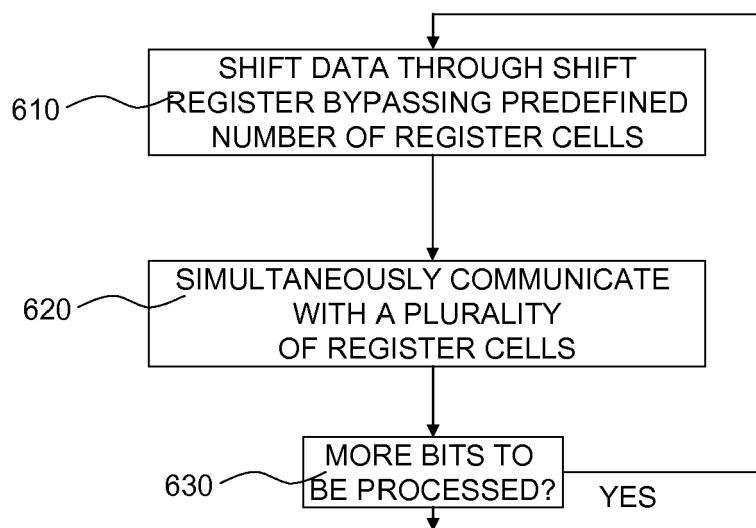 SHIFT DATA THROUGH SHIFT
610 REGISTER BYPASSING PREDEFINED
NUMBER OF REGISTER CELLS
SIMULTANEOUSLY COMMUNICATE
620 WITH A PLURALITY
OF REGISTER CELLS
MORE BITS TO
630 BE PROCESSED?
YES